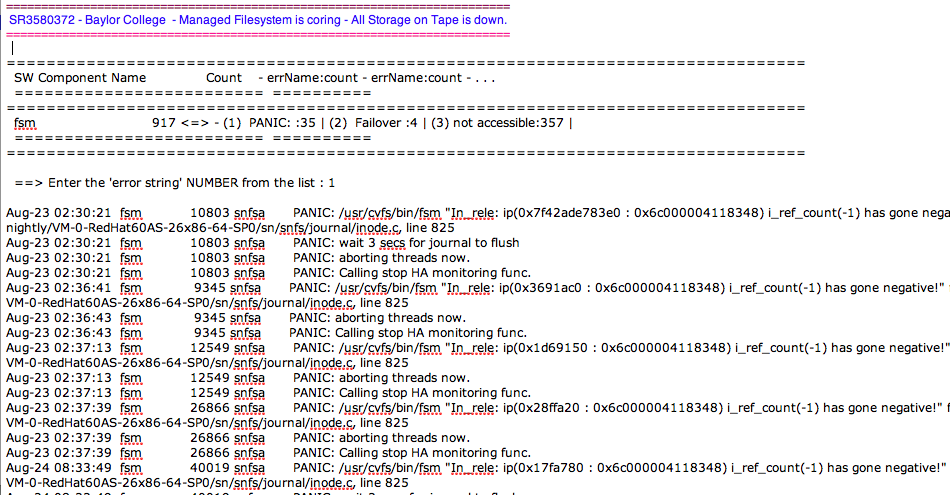 ==================================================================
SR3580372 - Baylor College - Managed Filesystem is coring - All Storage on Tape is down.
==================================================================
================================================================================
SW Component Name Count - errName:count - errName:count - . . .
========================= ==========
================================================================================
fsm 917 <=> - (1) PANIC: :35 | (2) Failover :4 | (3) not accessible:357 |
========================= ==========
================================================================================
==> Enter the 'error string' NUMBER from the list : 1
Aug-23 02:30:21 fsm 10803 snfsa PANIC: /usr/cvfs/bin/fsm "In_rele: ip(0x7f42ade783e0 : 0x6c000004118348) i_ref_count(-1) has gone nega
nightly/VM-0-RedHat60AS-26x86-64-SP0/sn/snfs/journal/inode.c, line 825
Aug-23 02:30:21 fsm 10803 snfsa PANIC: wait 3 secs for journal to flush
Aug-23 02:30:21 fsm 10803 snfsa PANIC: aborting threads now.
Aug-23 02:30:21 fsm 10803 snfsa PANIC: Calling stop HA monitoring func.
Aug-23 02:36:41 fsm 9345 snfsa PANIC: /usr/cvfs/bin/fsm "In_rele: ip(0x3691ac0 : 0x6c000004118348) i_ref_count(-1) has gone negative!" f
VM-0-RedHat60AS-26x86-64-SP0/sn/snfs/journal/inode.c, line 825
Aug-23 02:36:43 fsm 9345 snfsa PANIC: aborting threads now.
Aug-23 02:36:43 fsm 9345 snfsa PANIC: Calling stop HA monitoring func.
Aug-23 02:37:13 fsm 12549 snfsa PANIC: /usr/cvfs/bin/fsm "In_rele: ip(0x1d69150 : 0x6c000004118348) i_ref_count(-1) has gone negative!"
VM-0-RedHat60AS-26x86-64-SP0/sn/snfs/journal/inode.c, line 825
Aug-23 02:37:13 fsm 12549 snfsa PANIC: aborting threads now.
Aug-23 02:37:13 fsm 12549 snfsa PANIC: Calling stop HA monitoring func.
Aug-23 02:37:39 fsm 26866 snfsa PANIC: /usr/cvfs/bin/fsm "In_rele: ip(0x28ffa20 : 0x6c000004118348) i_ref_count(-1) has gone negative!" f
VM-0-RedHat60AS-26x86-64-SP0/sn/snfs/journal/inode.c, line 825
Aug-23 02:37:39 fsm 26866 snfsa PANIC: aborting threads now.
Aug-23 02:37:39 fsm 26866 snfsa PANIC: Calling stop HA monitoring func.
Aug-24 08:33:49 fsm 40019 snfsa PANIC: /usr/cvfs/bin/fsm "In_rele: ip(0x17fa780 : 0x6c000004118348) i_ref_count(-1) has gone negative!"
VM-0-RedHat60AS-26x86-64-SP0/sn/snfs/journal/inode.c, line 825